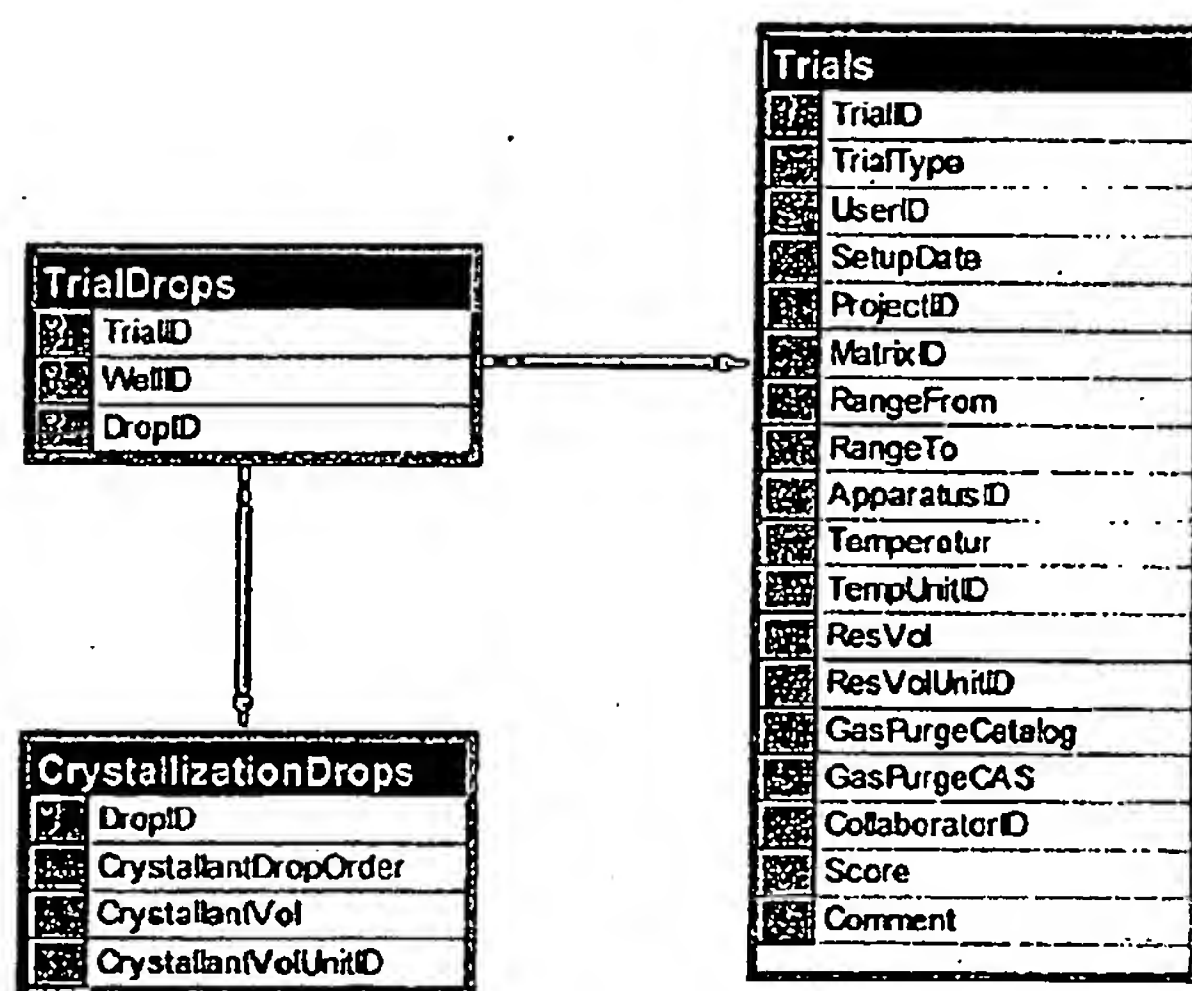 Trials
TrialID
TrialType
UserID
SetupDate
ProjectID
MatrixID
RangeFrom
RangeTo
ApparatusID
Temperatur
TempUnitID
ResVol
ResVolUnitID
GasPurgeCatalog
GasPurgeCAS
CollaboratorID
Score
Comment
TrialDrops
TrialID
WellID
DropID
CrystallizationDrops
DropID
CrystallantDropOrder
CrystallantVol
CrystallantVolUnitID